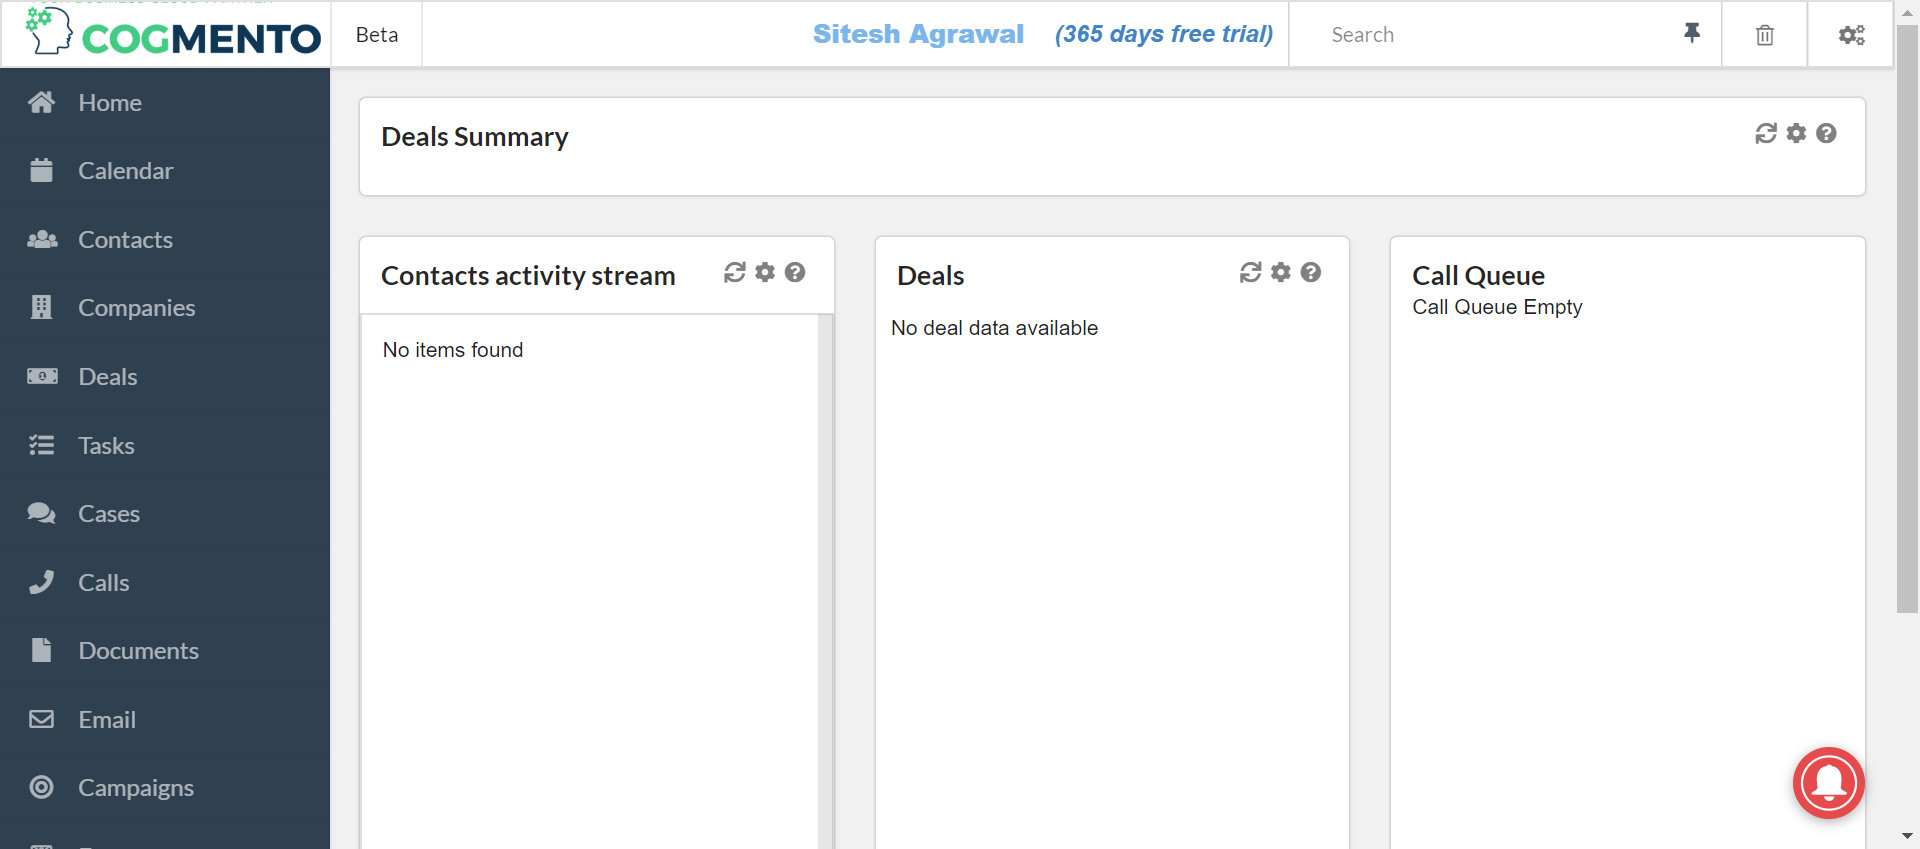 COGMENTO
Beta
Sitesh Agrawal (365 days free trial)
Search
Home
Calendar
Contacts
Companies
Deals
Tasks
Cases
Calls
Documents
Email
Campaigns
Deals Summary
Contacts activity stream
No items found
Deals
No deal data available
Call Queue
Call Queue Empty